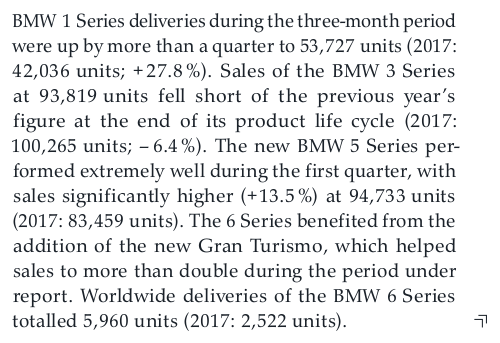 BMW 1 Series deliveries during the three-month period
were up by more than a quarter to 53,727 units (2017:
42,036 units; +27.8 %). Sales of the BMW 3 Series
at 93,819 units fell short of the previous year’s
figure at the end of its product life cycle (2017:
100,265 units; – 6.4 %). The new BMW 5 Series per-
formed extremely well during the first quarter, with
sales significantly higher (+13.5 %) at 94,733 units
(2017: 83,459 units). The 6 Series benefited from the
addition of the new Gran Turismo, which helped
sales to more than double during the period under
report. Worldwide deliveries of the BMW 6 Series
totalled 5,960 units (2017: 2,522 units).